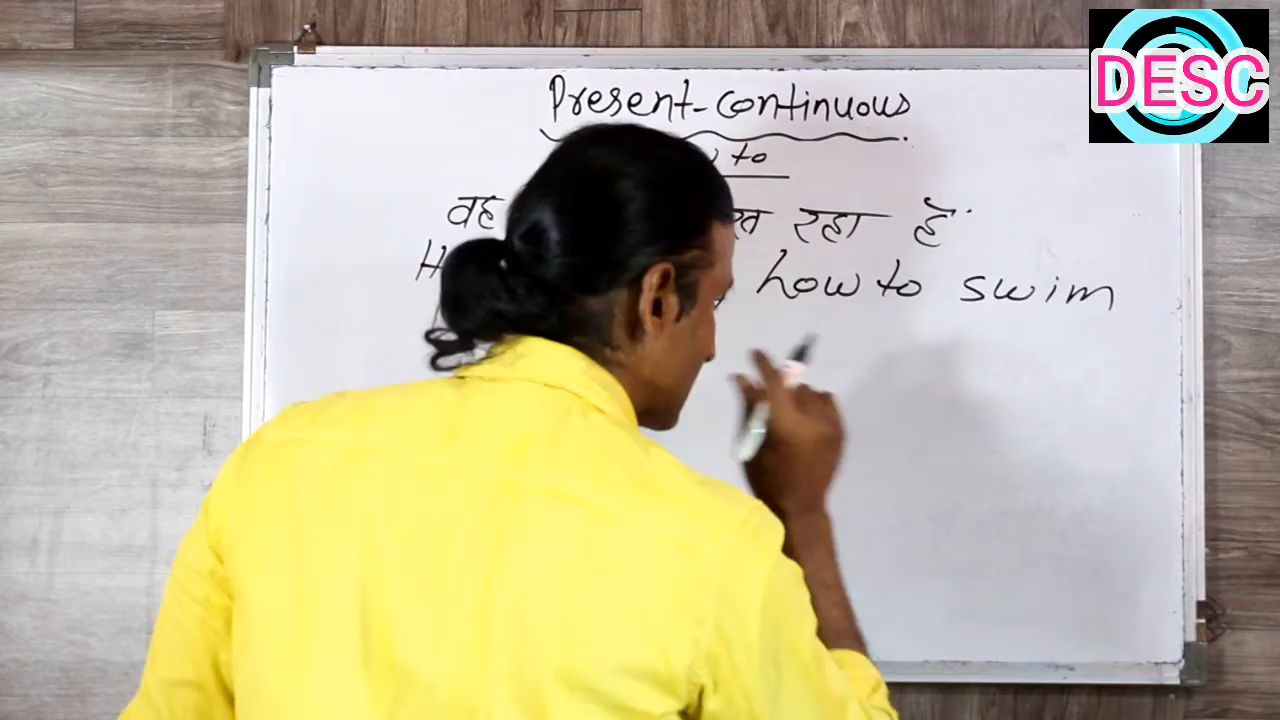 DESC
Present-continuous
to
वह रहा है.
how to swim